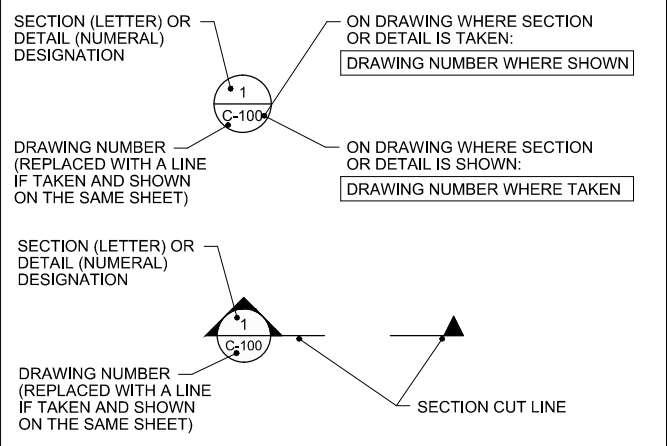 SECTION (LETTER) OR
DETAIL (NUMERAL)
DESIGNATION
ON DRAWING WHERE SECTION
OR DETAIL IS TAKEN:
DRAWING NUMBER WHERE SHOWN
1
C-100
DRAWING NUMBER
(REPLACED WITH A LINE
IF TAKEN AND SHOWN
ON THE SAME SHEET)
ON DRAWING WHERE SECTION
OR DETAIL IS SHOWN:
DRAWING NUMBER WHERE TAKEN
SECTION (LETTER) OR
DETAIL (NUMERAL)
DESIGNATION
1
C-100
DRAWING NUMBER
(REPLACED WITH A LINE
IF TAKEN AND SHOWN
ON THE SAME SHEET)
SECTION CUT LINE